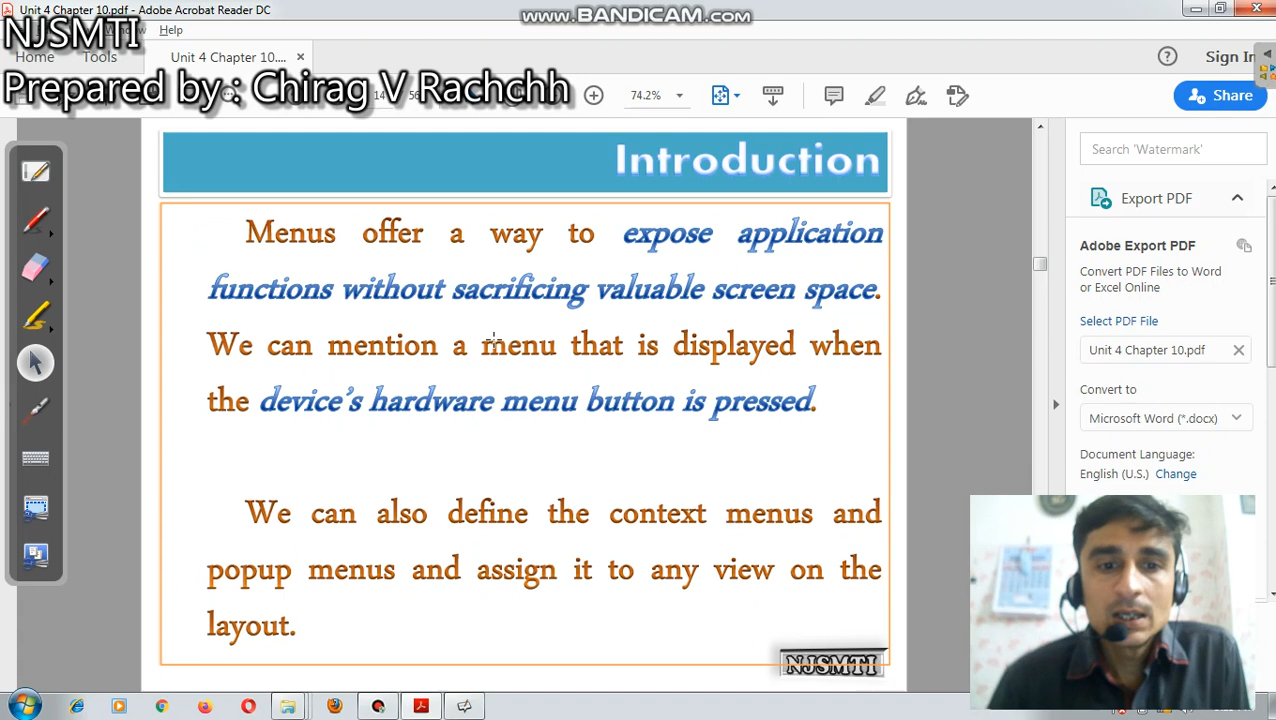 Unit 4 Chapter 10.pdf - Adobe Acrobat Reader DC
www.BANDICAM.com
NJSMTI
Window Help
Home Tools Unit 4 Chapter 10.... Sign In
Prepared by : Chirag V Rachchh
74.2%
Share
Introduction
Menus offer a way to expose application
functions without sacrificing valuable screen space.
We can mention a menu that is displayed when
the device's hardware menu button is pressed.
We can also define the context menus and
popup menus and assign it to any view on the
layout.
NJSMTI
Search 'Watermark'
Export PDF
Adobe Export PDF
Convert PDF Files to Word
or Excel Online
Select PDF File
Unit 4 Chapter 10.pdf
Convert to
Microsoft Word (*.docx)
Document Language:
English (U.S.) Change